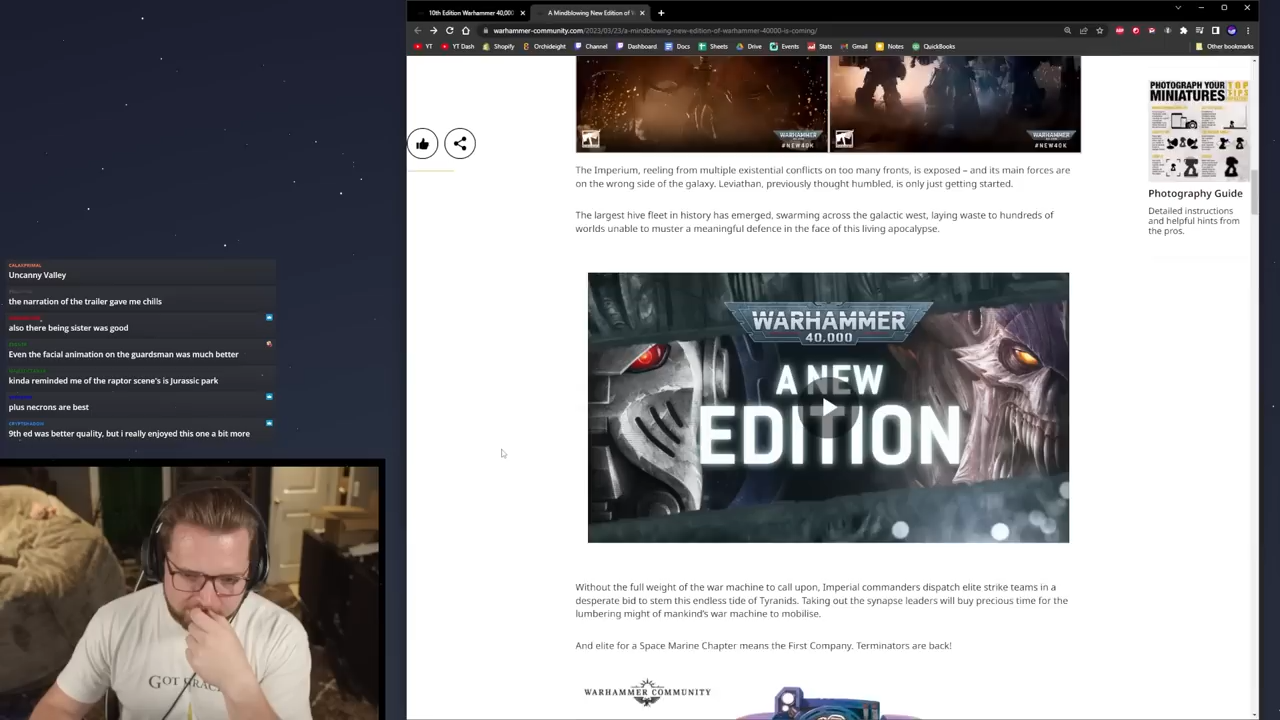 10th Edition Warhammer 40,000
A Mindblowing New Edition of
warhammer-community.com/2023/03/23/a-mindblowing-new-edition-of-warhammer-40000-is-coming/
YT
YT Dash
Shopify
Orchideight
Channel
Dashboard
Docs
Sheets
Drive
Events
Stats
Gmail
Notes
QuickBooks
Other bookmarks
WARHAMMER
40,000
#NEW40K
WARHAMMER
40,000
#NEW40K
PHOTOGRAPH YOUR
MINIATURES
TOP
TIPS
Photography Guide
Detailed instructions
and helpful hints from
the pros.
The Imperium, reeling from multiple existential conflicts on too many fronts, is exposed – and its main forces are
on the wrong side of the galaxy. Leviathan, previously thought humbled, is only just getting started.
The largest hive fleet in history has emerged, swarming across the galactic west, laying waste to hundreds of
worlds unable to muster a meaningful defence in the face of this living apocalypse.
WARHAMMER
40,000
A NEW
EDITION
Without the full weight of the war machine to call upon, Imperial commanders dispatch elite strike teams in a
desperate bid to stem this endless tide of Tyranids. Taking out the synapse leaders will buy precious time for the
lumbering might of mankind's war machine to mobilise.
And elite for a Space Marine Chapter means the First Company. Terminators are back!
WARHAMMER COMMUNITY
Uncanny Valley
the narration of the trailer gave me chills
also there being sister was good
Even the facial animation on the guardsman was much better
kinda reminded me of the raptor scene's is Jurassic park
plus necrons are best
9th ed was better quality, but i really enjoyed this one a bit more
GOT GRAC